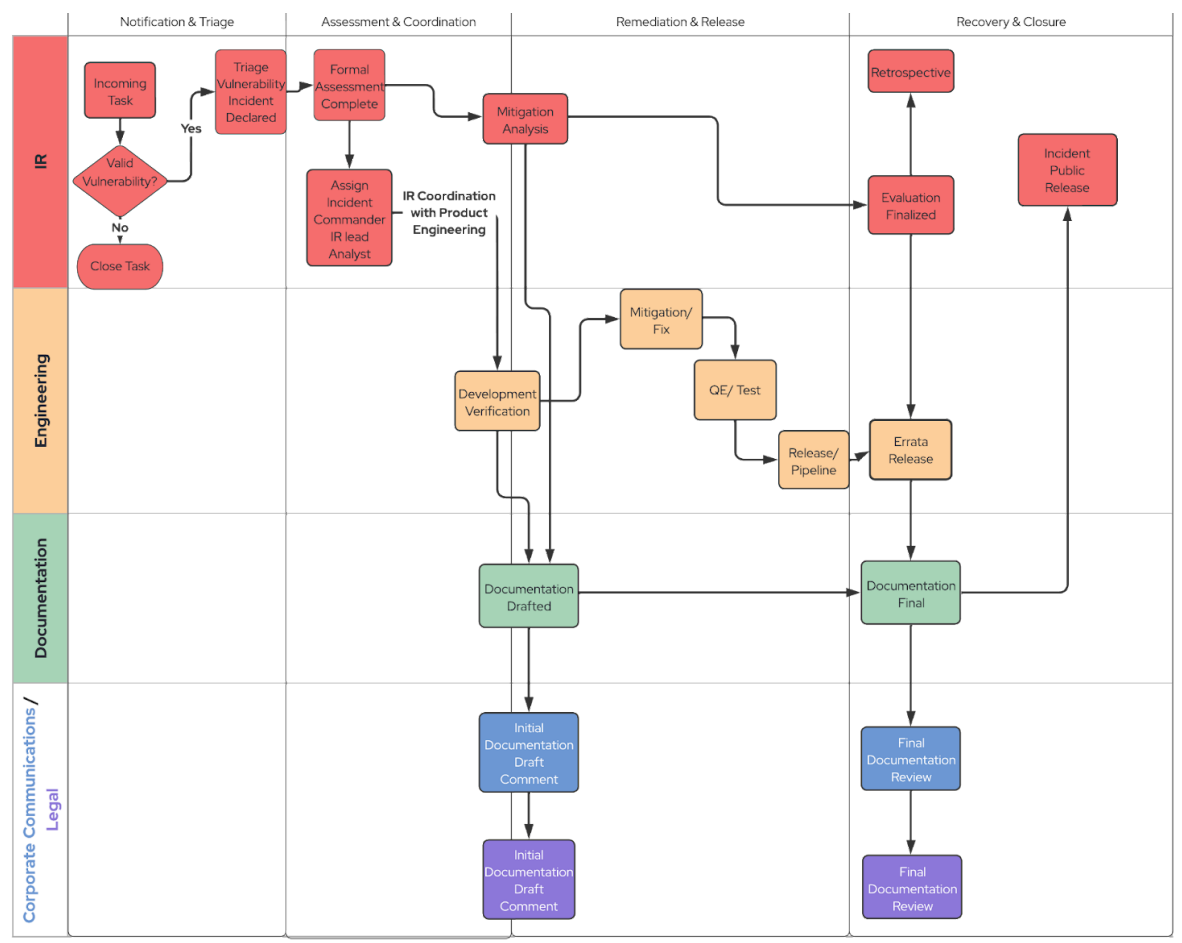 Notification & Triage
Assessment & Coordination
Remediation & Release
Recovery & Closure
IR
Incoming
Task
Valid
Vulnerability?
Yes
No
Close Task
Triage
Vulnerability
Incident
Declared
Formal
Assessment
Complete
Assign
Incident
Commander
IR lead
Analyst
IR Coordination
with Product
Engineering
Mitigation
Analysis
Retrospective
Evaluation
Finalized
Incident
Public
Release
Engineering
Development
Verification
Mitigation/
Fix
QE/ Test
Release/
Pipeline
Errata
Release
Documentation
Documentation
Drafted
Documentation
Final
Corporate Communications /
Legal
Initial
Documentation
Draft
Comment
Final
Documentation
Review
Initial
Documentation
Draft
Comment
Final
Documentation
Review